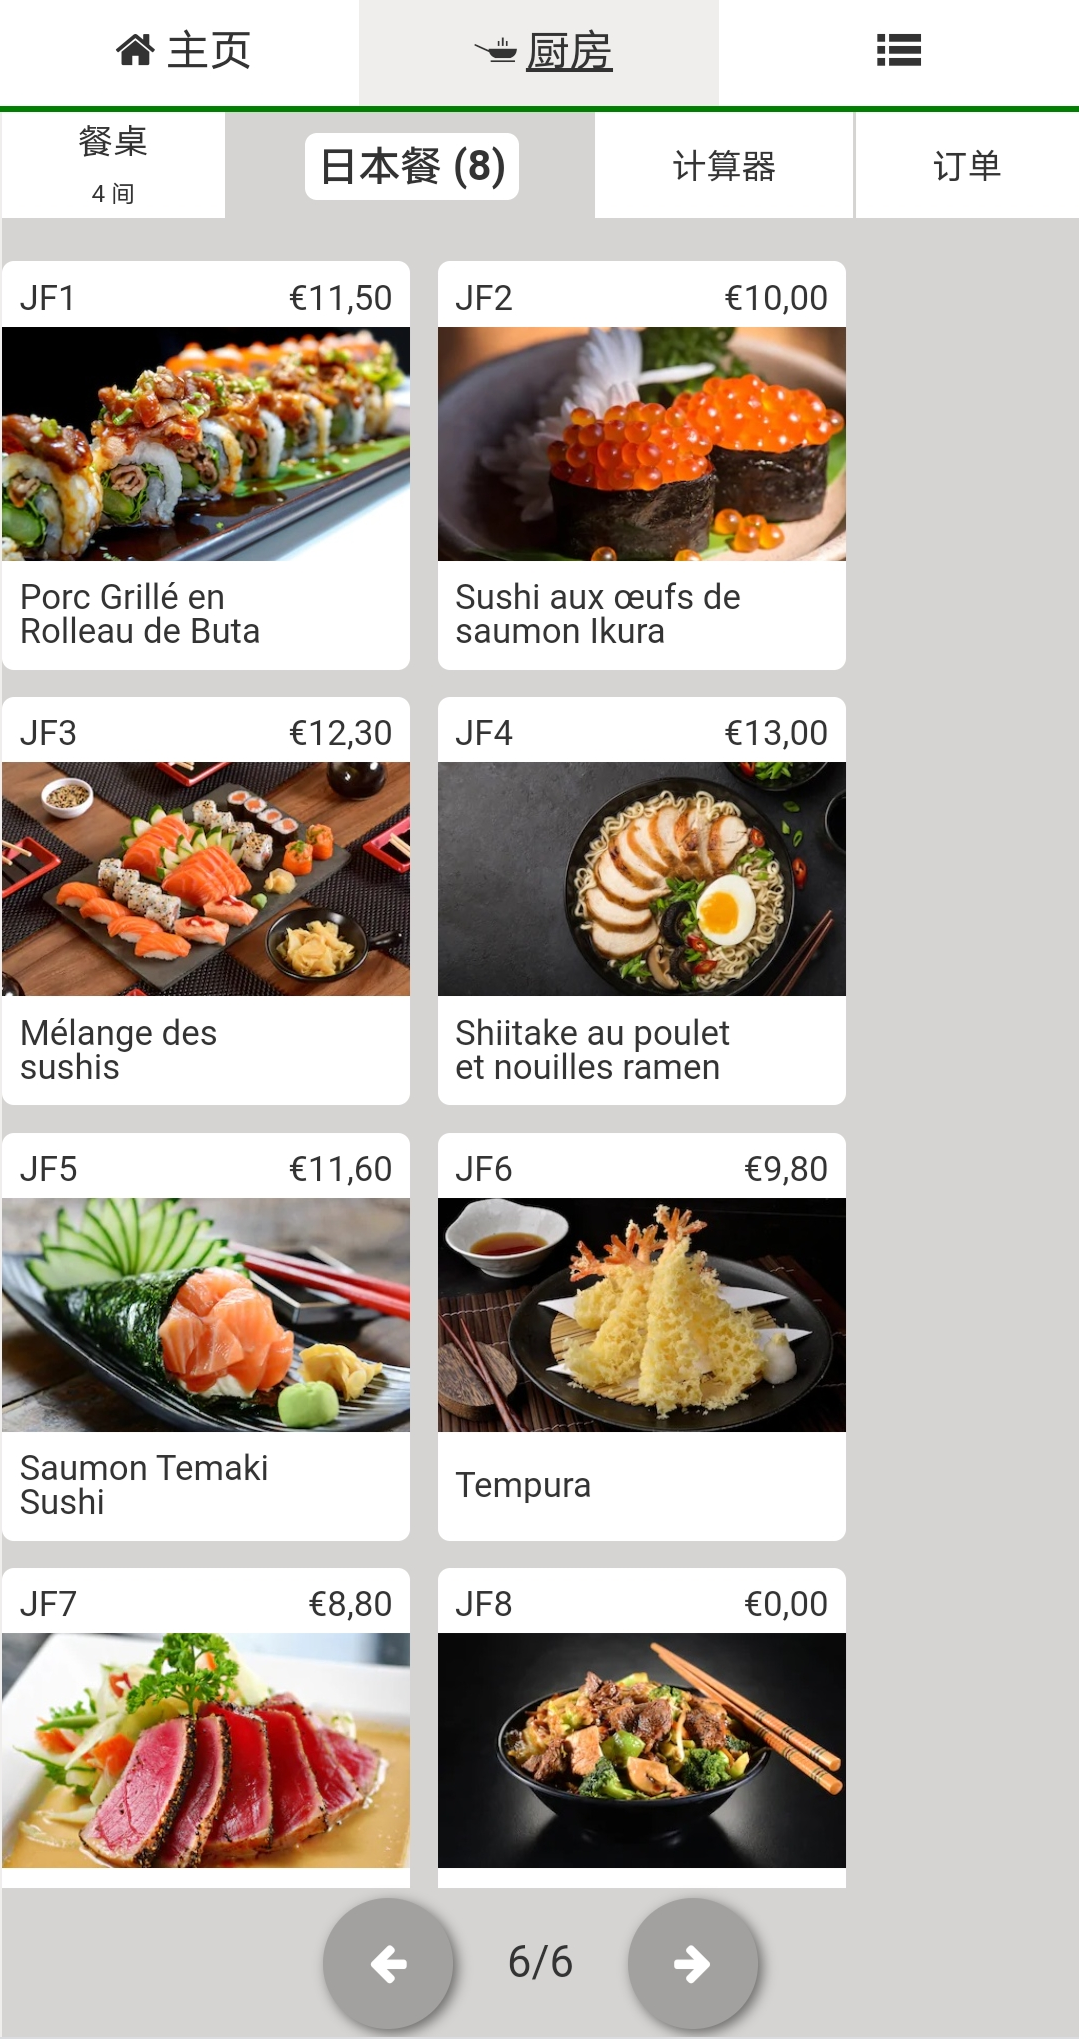 主页
厨房
餐桌
4 间
日本餐 (8)
计算器
订单
JF1 €11,50
Porc Grillé en
Rolleau de Buta
JF2 €10,00
Sushi aux œufs de
saumon Ikura
JF3 €12,30
Mélange des
sushis
JF4 €13,00
Shiitake au poulet
et nouilles ramen
JF5 €11,60
Saumon Temaki
Sushi
JF6 €9,80
Tempura
JF7 €8,80
JF8 €0,00
6/6